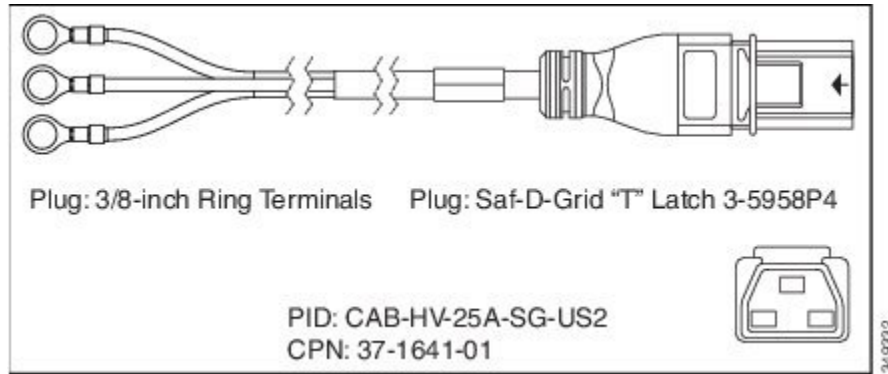 Plug: 3/8-inch Ring Terminals
Plug: Saf-D-Grid “T” Latch 3-5958P4
PID: CAB-HV-25A-SG-US2
CPN: 37-1641-01